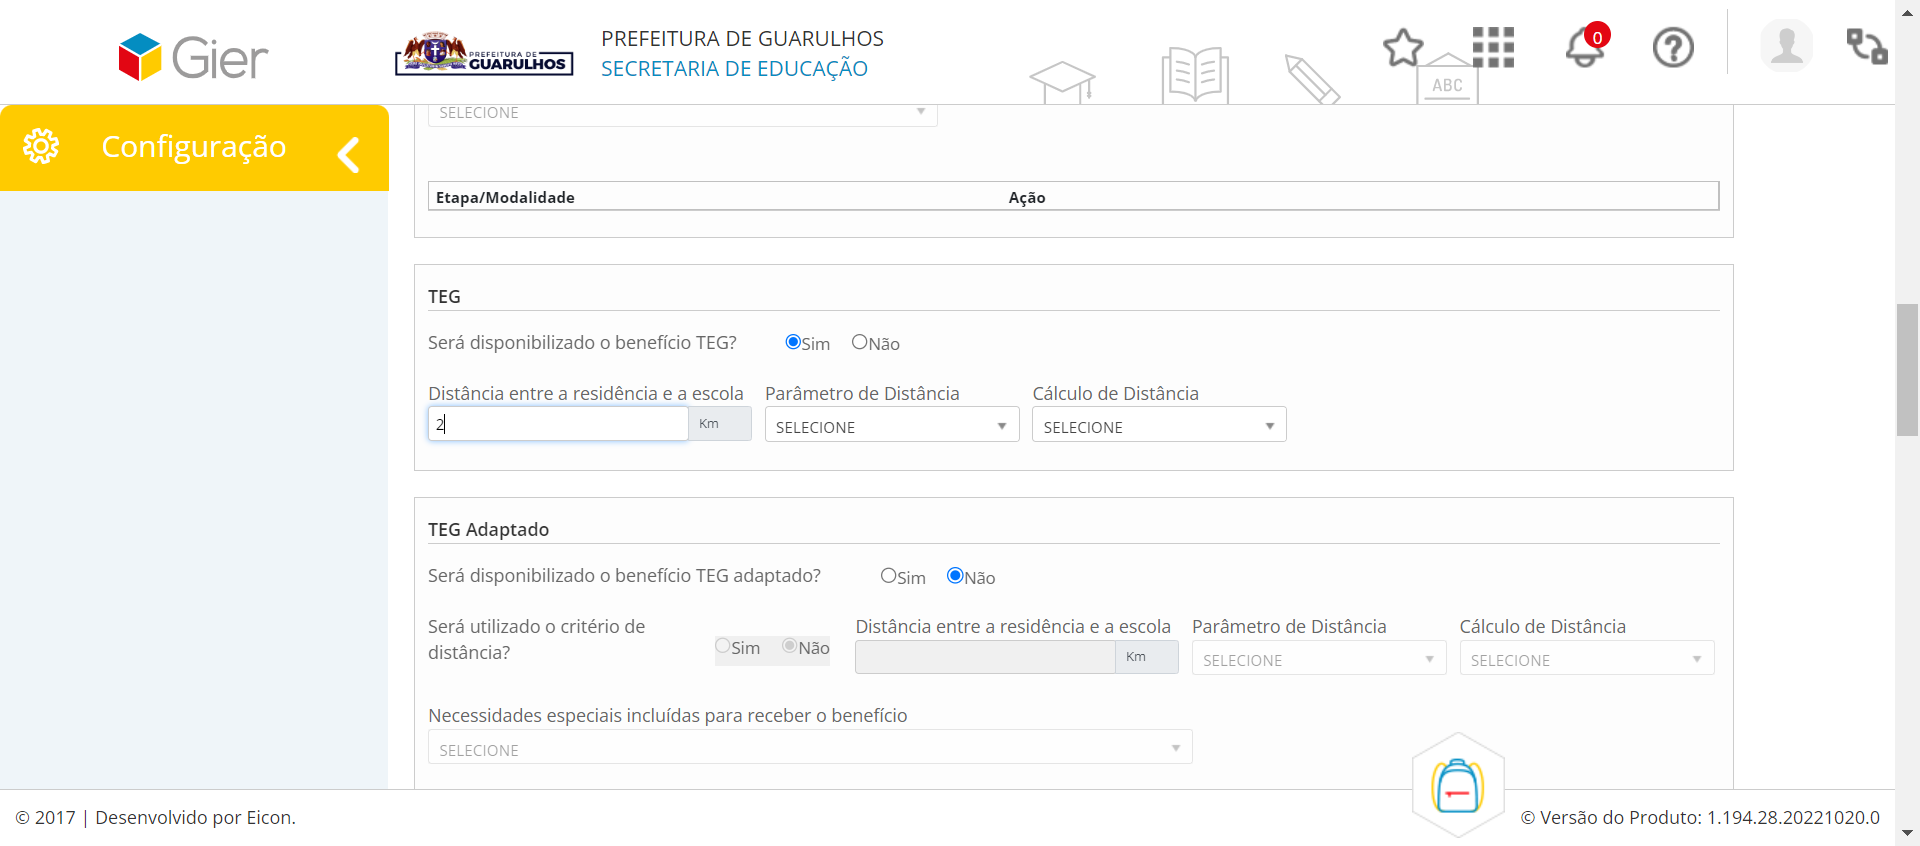 Gier
PREFEITURA DE
GUARULHOS
PREFEITURA DE GUARULHOS
SECRETARIA DE EDUCAÇÃO
ABC
0
Configuração
SELECIONE
Etapa/Modalidade Ação
TEG
Será disponibilizado o benefício TEG? Sim Não
Distância entre a residência e a escola Parâmetro de Distância Cálculo de Distância
2 Km SELECIONE SELECIONE
TEG Adaptado
Será disponibilizado o benefício TEG adaptado? Sim Não
Será utilizado o critério de
distância?
Sim Não
Distância entre a residência e a escola Parâmetro de Distância Cálculo de Distância
Km SELECIONE SELECIONE
Necessidades especiais incluídas para receber o benefício
SELECIONE
© 2017 | Desenvolvido por Eicon. © Versão do Produto: 1.194.28.20221020.0